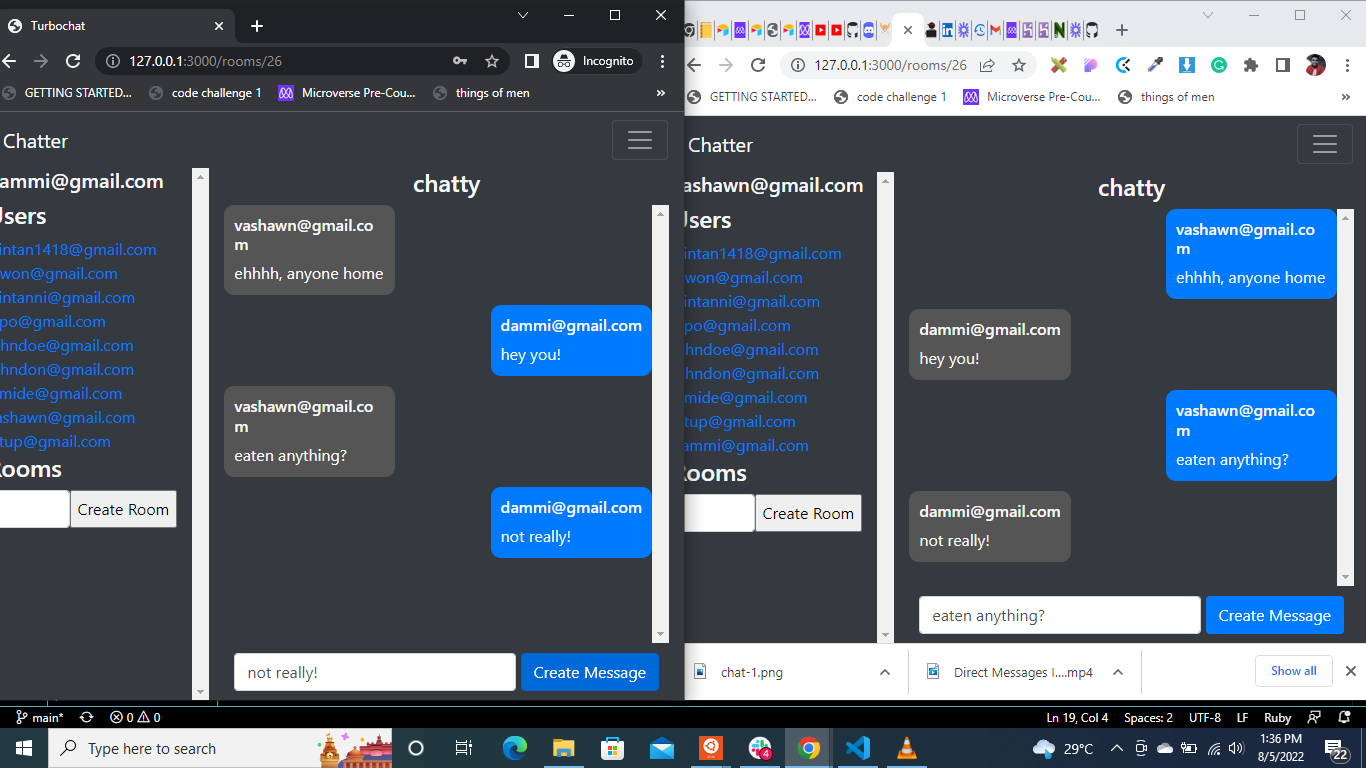 Turbochat
127.0.0.1:3000/rooms/26
Incognito
GETTING STARTED...
code challenge 1
Microverse Pre-Cou...
things of men
»
Chatter
ammi@gmail.com
Users
intan1418@gmail.com
won@gmail.com
intanni@gmail.com
po@gmail.com
hndoe@gmail.com
hndon@gmail.com
mide@gmail.com
ashawn@gmail.com
tup@gmail.com
Rooms
Create Room
chatty
vashawn@gmail.co
m
ehhhh, anyone home
dammi@gmail.com
hey you!
vashawn@gmail.co
m
eaten anything?
dammi@gmail.com
not really!
not really!
Create Message
127.0.0.1:3000/rooms/26
GETTING STARTED...
code challenge 1
Microverse Pre-Cou...
things of men
»
Chatter
ashawn@gmail.com
Users
intan1418@gmail.com
won@gmail.com
intanni@gmail.com
po@gmail.com
hndoe@gmail.com
hndon@gmail.com
mide@gmail.com
tup@gmail.com
ammi@gmail.com
Rooms
Create Room
chatty
vashawn@gmail.co
m
ehhhh, anyone home
dammi@gmail.com
hey you!
vashawn@gmail.co
m
eaten anything?
dammi@gmail.com
not really!
eaten anything?
Create Message
chat-1.png
Direct Messages I....mp4
Show all
main*
0 0
Ln 19, Col 4
Spaces: 2
UTF-8
LF
Ruby
Type here to search
4
29°C
1:36 PM
8/5/2022
22